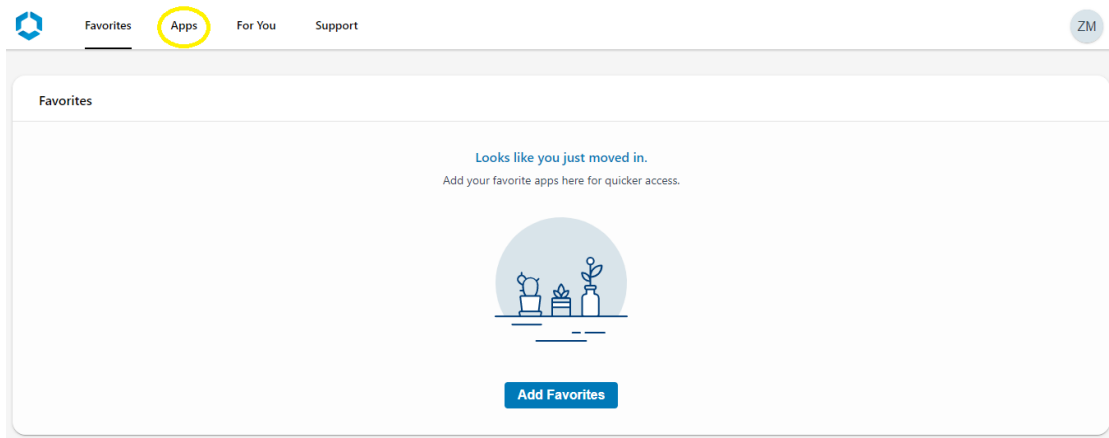 Favorites Apps For You Support ZM
Favorites
Looks like you just moved in.
Add your favorite apps here for quicker access.
Add Favorites